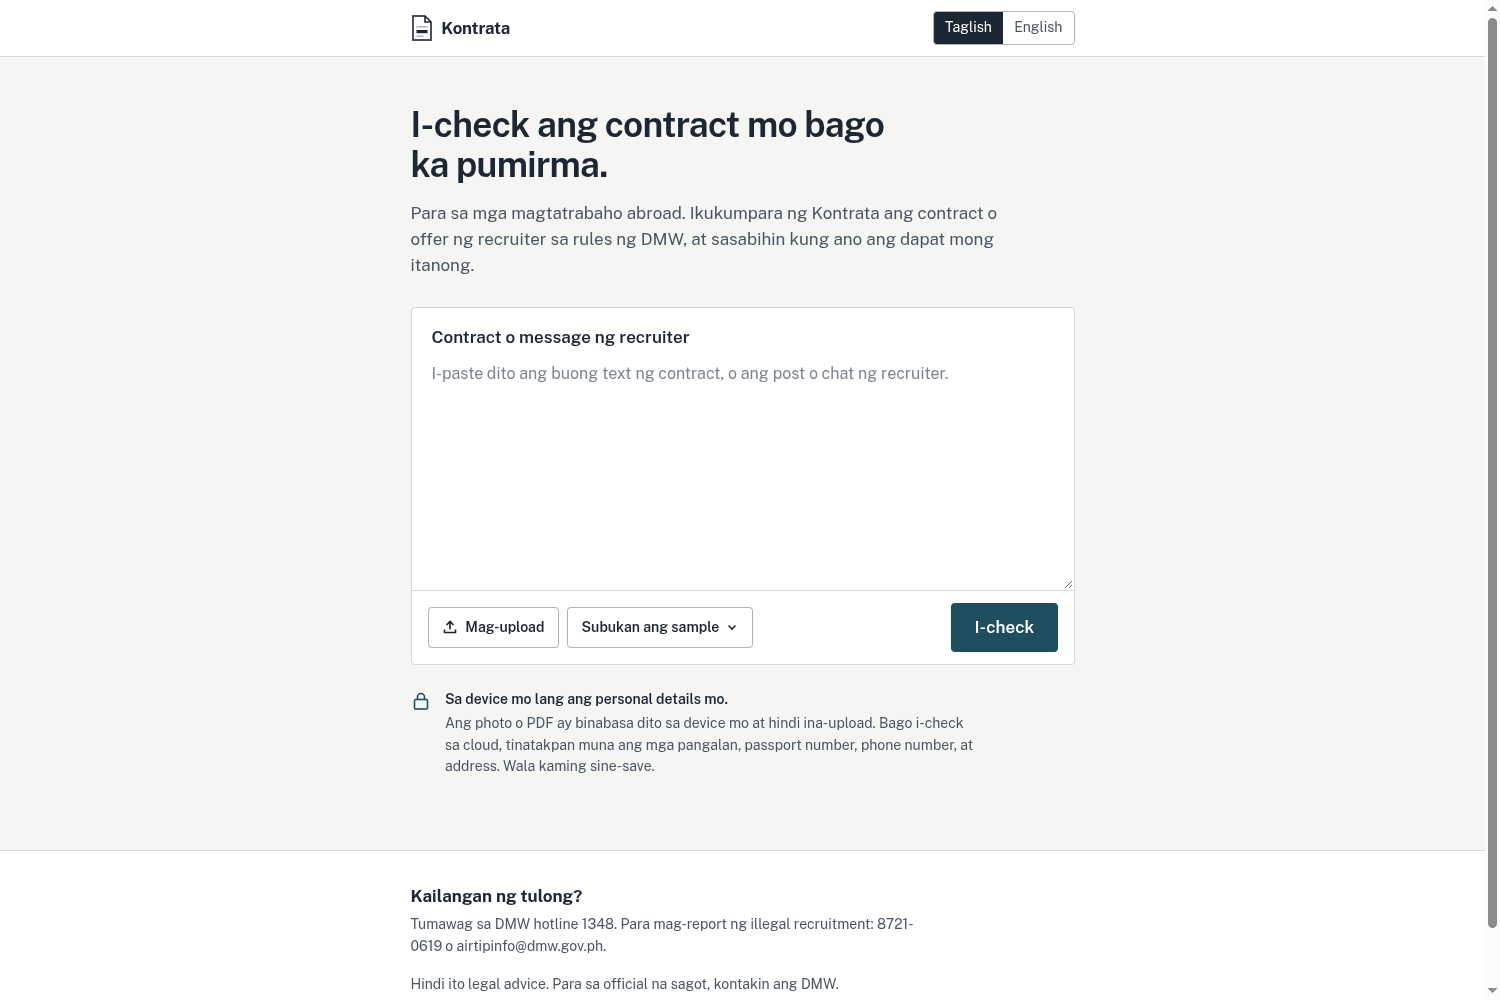 Kontrata
Taglish English
I-check ang contract mo bago
ka pumirma.
Para sa mga magtatrabaho abroad. Ikukumpara ng Kontrata ang contract o
offer ng recruiter sa rules ng DMW, at sasabihin kung ano ang dapat mong
itanong.
Contract o message ng recruiter
I-paste dito ang buong text ng contract, o ang post o chat ng recruiter.
Mag-upload Subukan ang sample I-check
Sa device mo lang ang personal details mo.
Ang photo o PDF ay binabasa dito sa device mo at hindi ina-upload. Bago i-check
sa cloud, tinatakpan muna ang mga pangalan, passport number, phone number, at
address. Wala kaming sine-save.
Kailangan ng tulong?
Tumawag sa DMW hotline 1348. Para mag-report ng illegal recruitment: 8721-
0619 o airtipinfo@dmw.gov.ph.
Hindi ito legal advice. Para sa official na sagot, kontakin ang DMW.